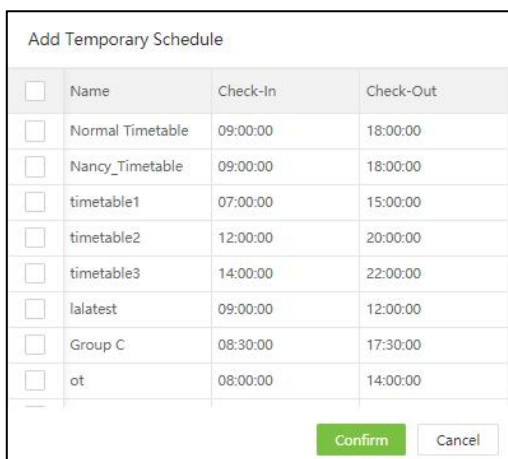 Add Temporary Schedule
Name Check-In Check-Out
Normal Timetable 09:00:00 18:00:00
Nancy_Timetable 09:00:00 18:00:00
timetable1 07:00:00 15:00:00
timetable2 12:00:00 20:00:00
timetable3 14:00:00 22:00:00
lalatest 09:00:00 12:00:00
Group C 08:30:00 17:30:00
ot 08:00:00 14:00:00
Confirm Cancel